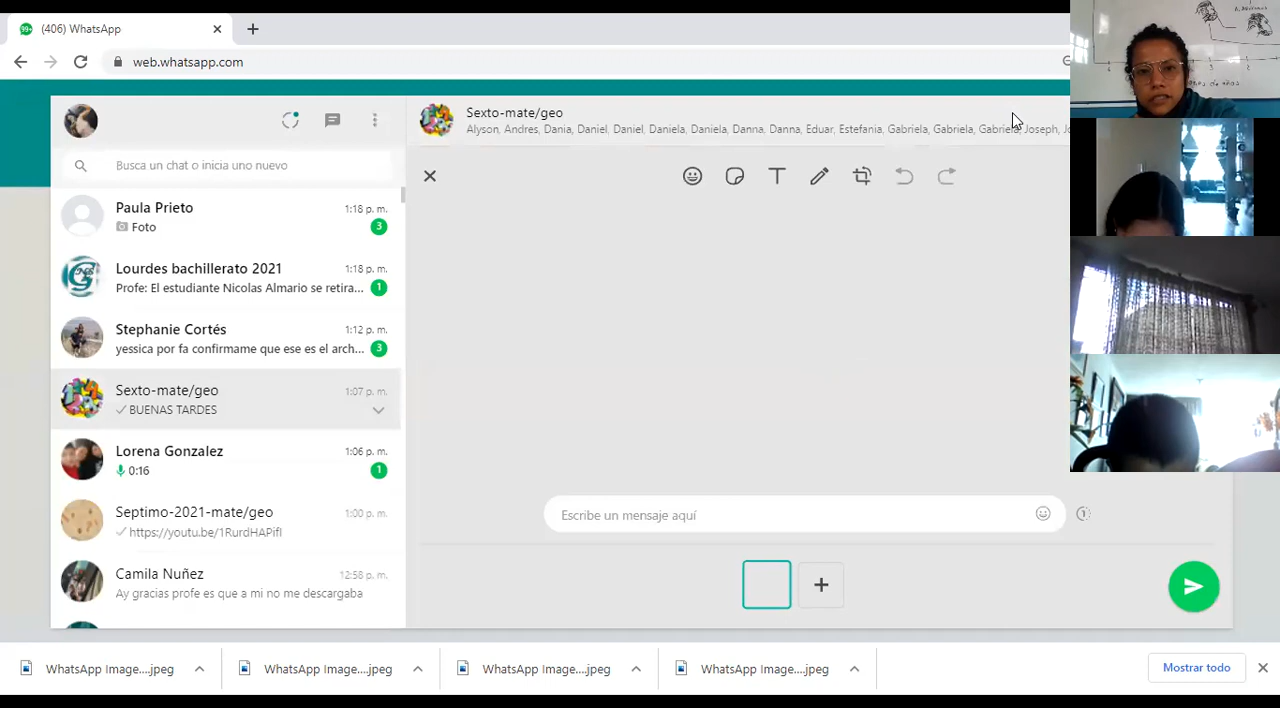 (406) WhatsApp
web.whatsapp.com
Sexto-mate/geo
Alyson, Andres, Dania, Daniel, Daniel, Daniela, Daniela, Danna, Danna, Eduar, Estefania, Gabriela, Gabriela, Gabriela, Joseph,
Busca un chat o inicia uno nuevo
Paula Prieto
1:18 p. m.
Foto
3
Lourdes bachillerato 2021
1:18 p. m.
Profe: El estudiante Nicolas Almario se retira...
1
Stephanie Cortés
1:12 p. m.
yessica por fa confirmame que ese es el arch...
3
Sexto-mate/geo
1:07 p. m.
BUENAS TARDES
Lorena Gonzalez
1:06 p. m.
0:16
1
Septimo-2021-mate/geo
1:00 p. m.
https://youtu.be/1RurdHAPifI
Camila Nuñez
12:58 p. m.
Ay gracias profe es que a mi no me descargaba
Escribe un mensaje aquí
WhatsApp Image....jpeg
WhatsApp Image....jpeg
WhatsApp Image....jpeg
WhatsApp Image....jpeg
Mostrar todo